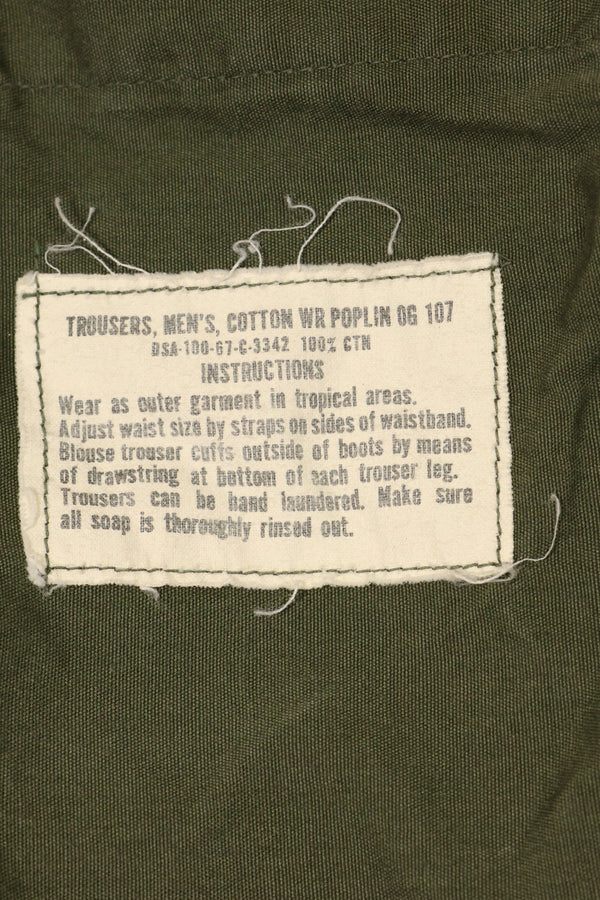 TROUSERS, MEN'S, COTTON WR POPLIN OG 107
DSA-100-67-C-3342 100% CTN
INSTRUCTIONS
Wear as outer garment in tropical areas.
Adjust waist size by straps on sides of waistband.
Blouse trouser cuffs outside of boots by means
of drawstring at bottom of each trouser leg.
Trousers can be hand laundered. Make sure
all soap is thoroughly rinsed out.